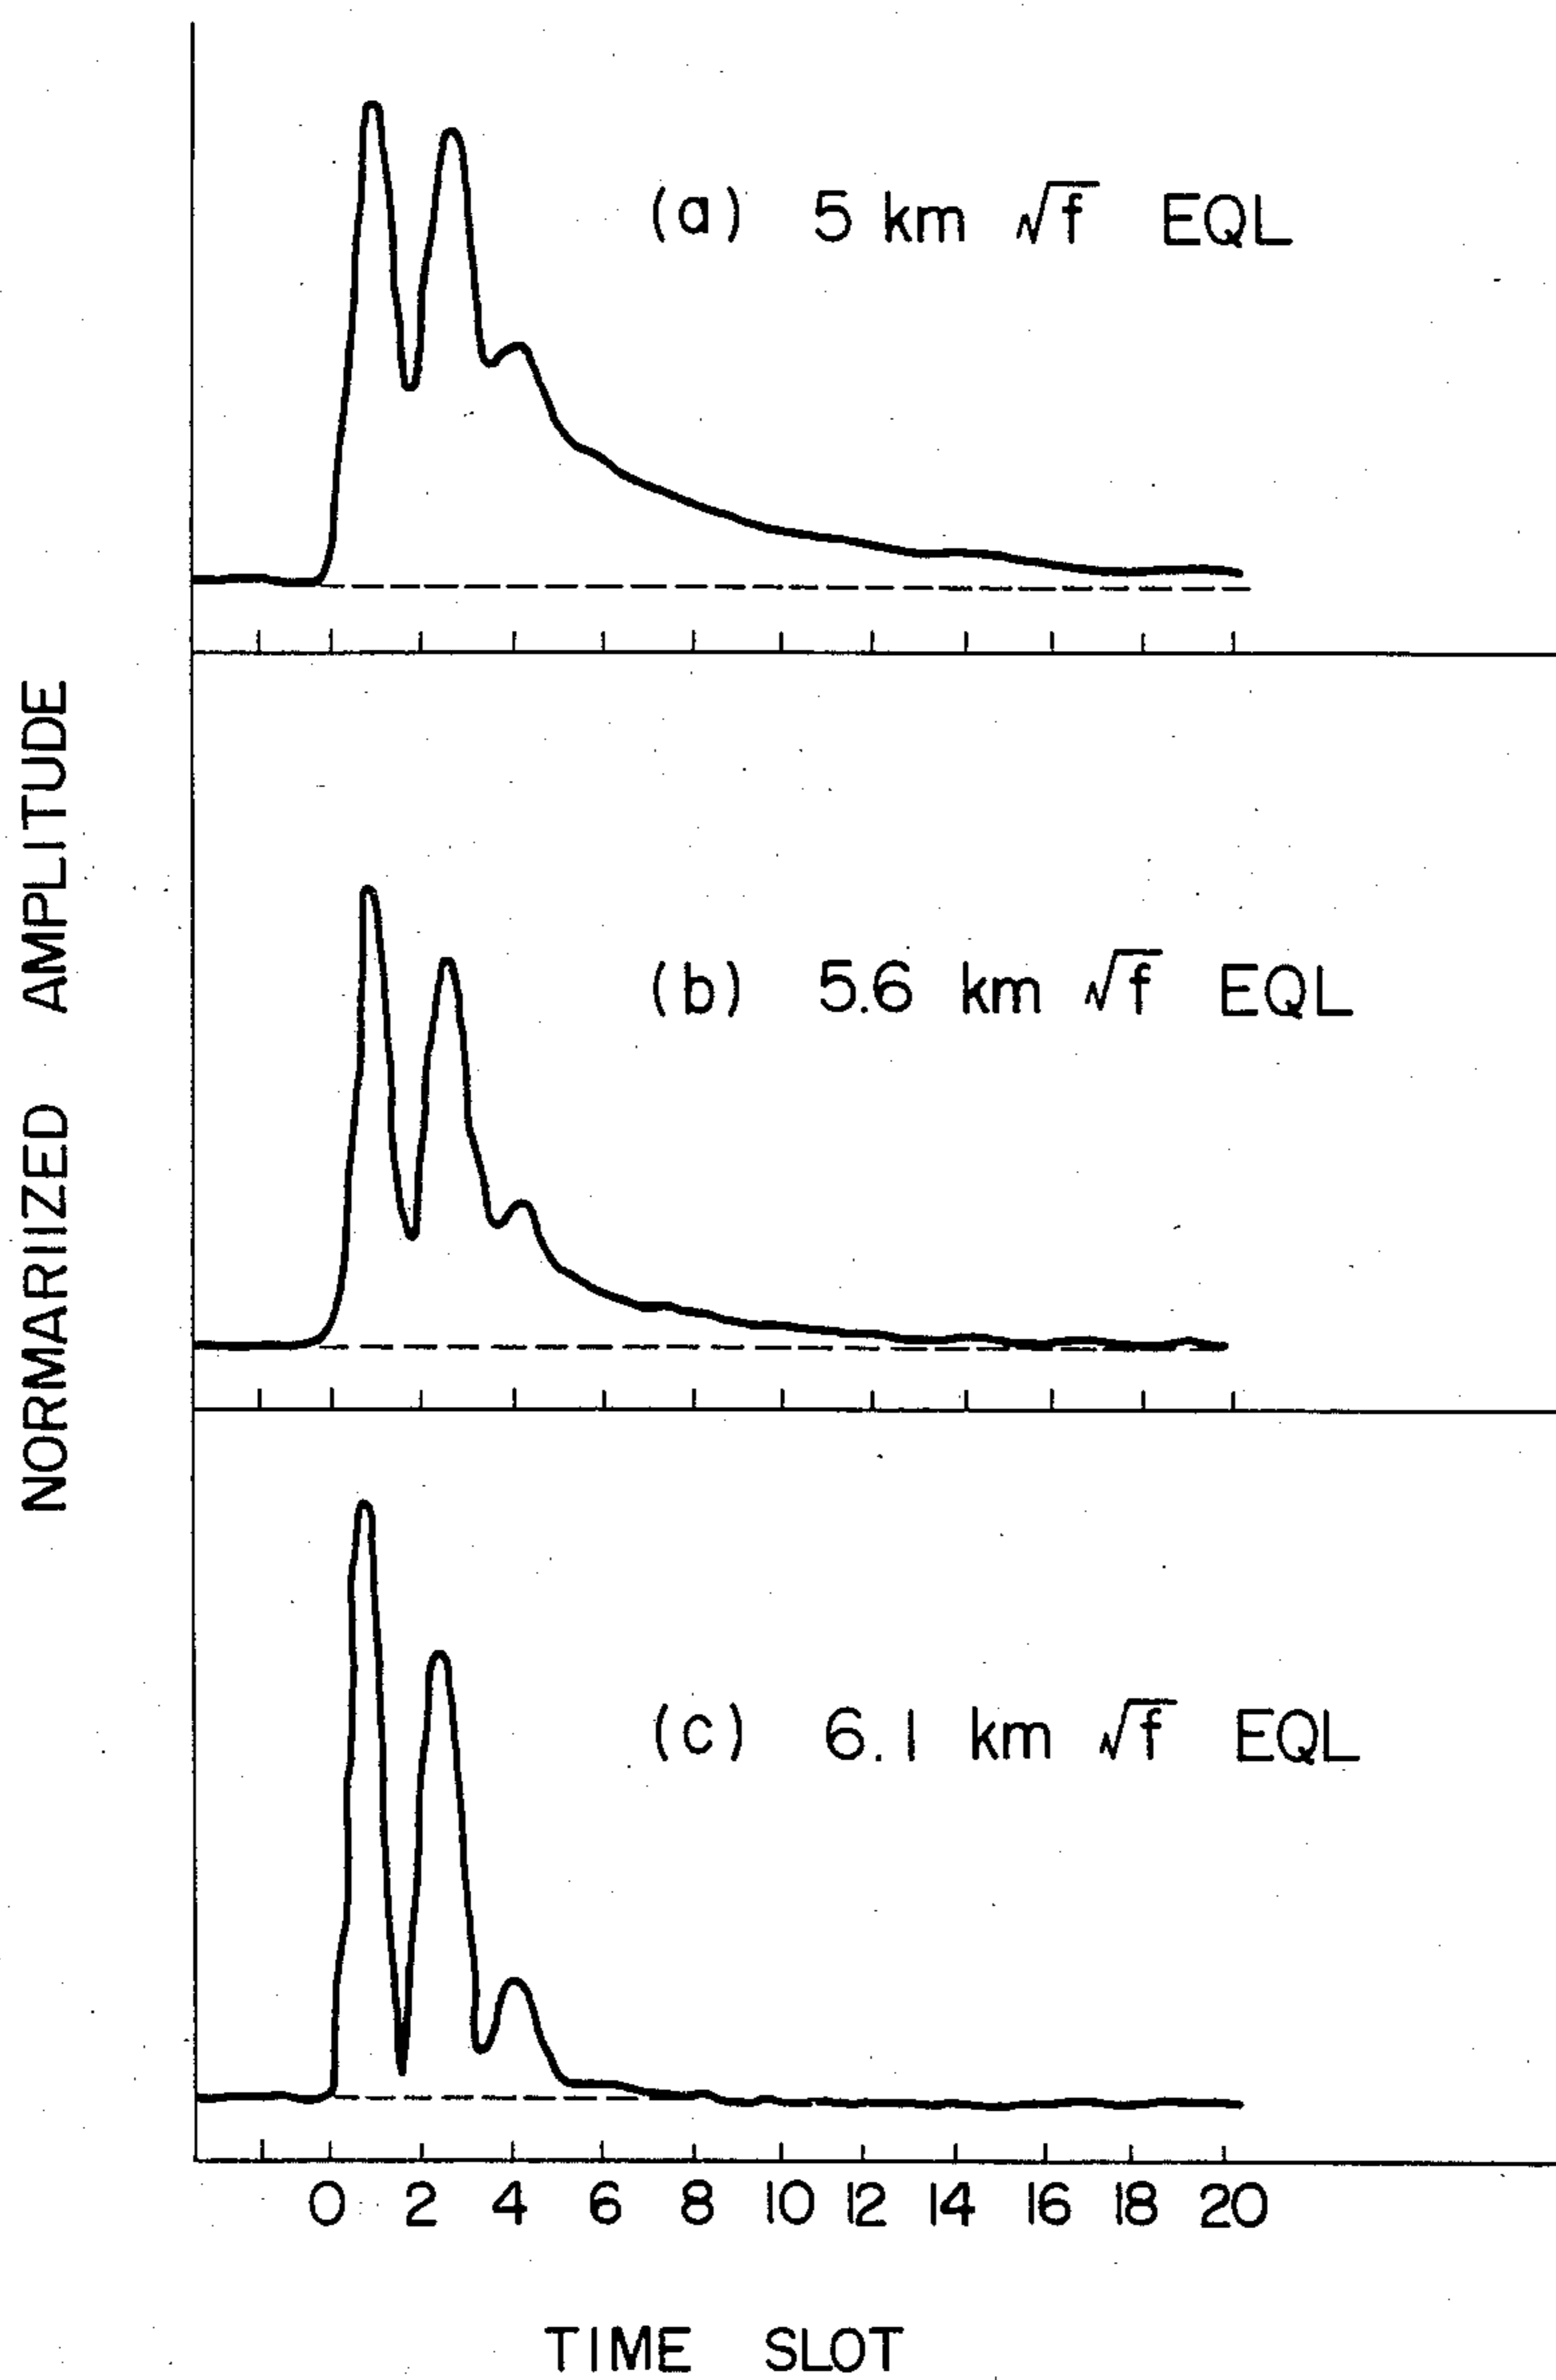 (a) 5 km √f EQL
NORMARIIZED AMPLITUDE
(b) 5.6 km √f EQL
(c) 6.1 km √f EQL
0 2 4 6 8 10 12 14 16 18 20
TIME SLOT